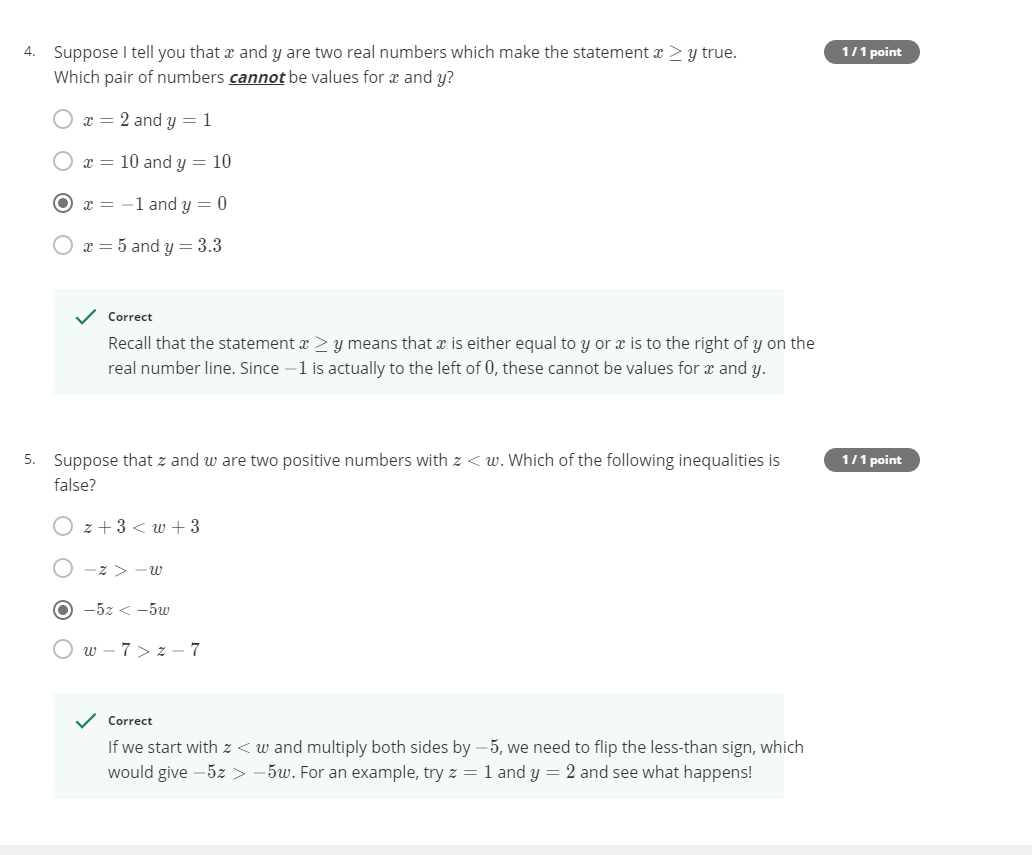 4. Suppose I tell you that x and y are two real numbers which make the statement x ≥ y true. 1 / 1 point
Which pair of numbers cannot be values for x and y?
x = 2 and y = 1
x = 10 and y = 10
x = −1 and y = 0
x = 5 and y = 3.3
Correct
Recall that the statement x ≥ y means that x is either equal to y or x is to the right of y on the
real number line. Since −1 is actually to the left of 0, these cannot be values for x and y.
5. Suppose that z and w are two positive numbers with z < w. Which of the following inequalities is 1 / 1 point
false?
z + 3 < w + 3
−z > −w
−5z < −5w
w − 7 > z − 7
Correct
If we start with z < w and multiply both sides by −5, we need to flip the less-than sign, which
would give −5z > −5w. For an example, try z = 1 and y = 2 and see what happens!